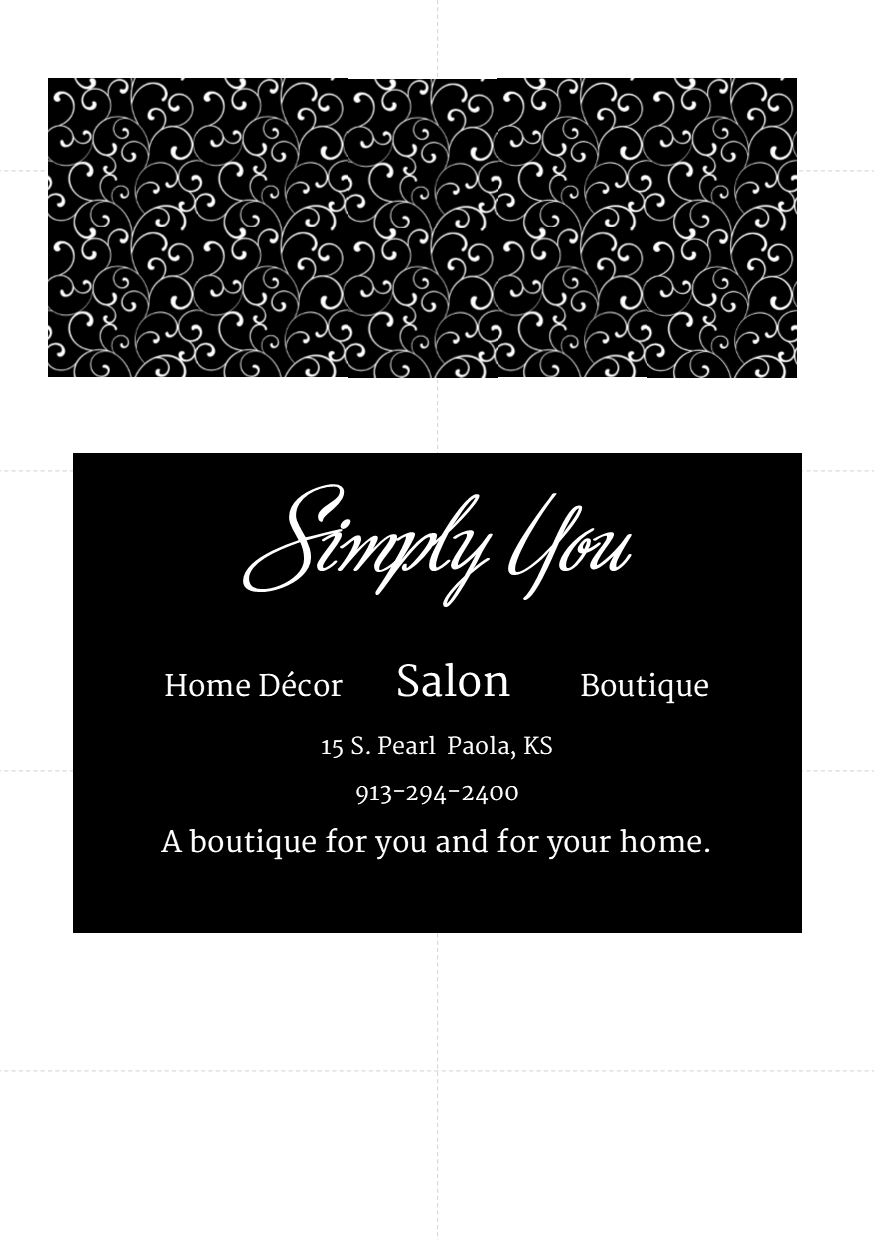 Simply You
Home Décor Salon Boutique
15 S. Pearl Paola, KS
913-294-2400
A boutique for you and for your home.